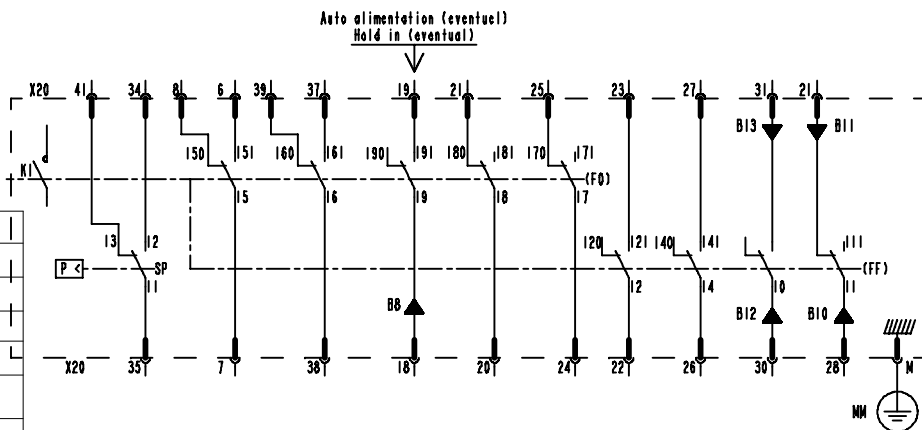 Auto alimentation (eventuel)
Hold in (eventual)
X20 41 34 8 6 39 37 19 21 25 23 27 31 21
B13 B11
150 151 160 161 190 191 180 181 170 171
K1 (FO)
15 16 19 18 17
13 12 120 121 140 141 111
P < SP (FF)
11 12 14 10 11
B8 B12 B10
X20 35 7 38 18 20 24 22 26 30 28 M
MM